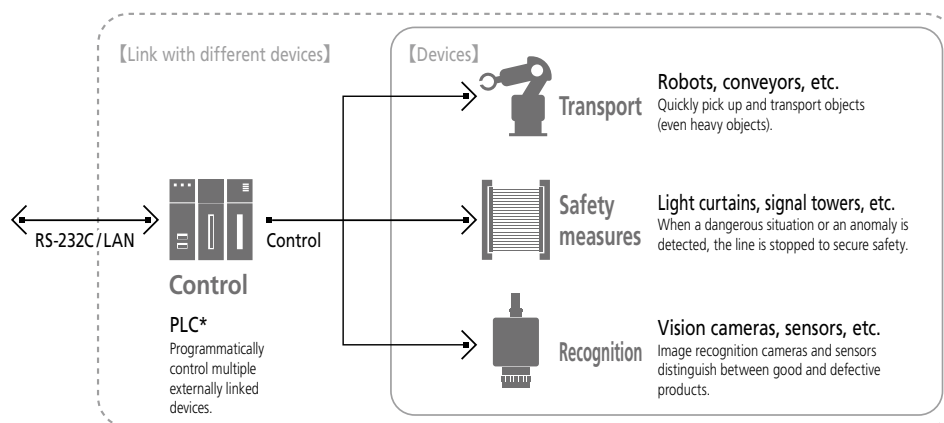 【Link with different devices】
【Devices】
Transport
Robots, conveyors, etc.
Quickly pick up and transport objects
(even heavy objects).
RS-232C/LAN
Control
Control
PLC*
Programmatically
control multiple
externally linked
devices.
Safety
measures
Light curtains, signal towers, etc.
When a dangerous situation or an anomaly is
detected, the line is stopped to secure safety.
Recognition
Vision cameras, sensors, etc.
Image recognition cameras and sensors
distinguish between good and defective
products.